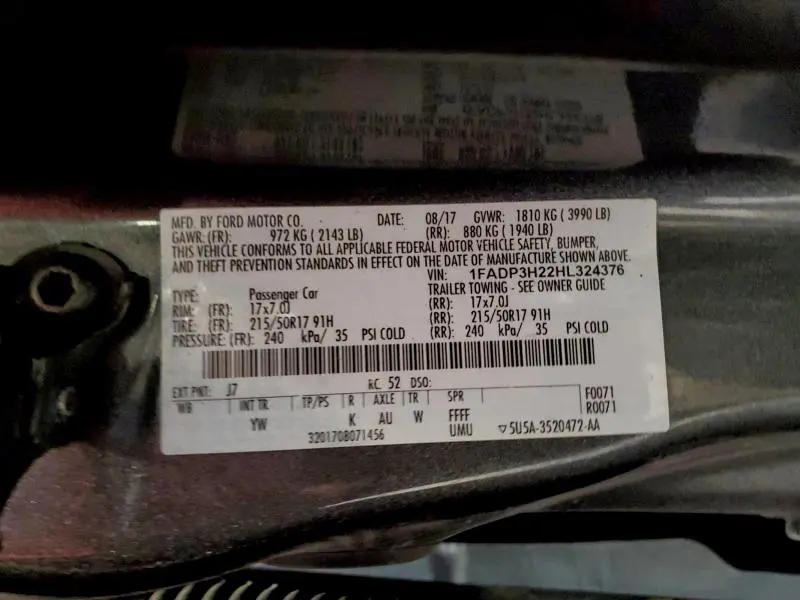 MFD. BY FORD MOTOR CO. DATE: 08/17 GVWR: 1810 KG ( 3990 LB)
GAWR: (FR): 972 KG ( 2143 LB) (RR): 880 KG ( 1940 LB)
THIS VEHICLE CONFORMS TO ALL APPLICABLE FEDERAL MOTOR VEHICLE SAFETY, BUMPER,
AND THEFT PREVENTION STANDARDS IN EFFECT ON THE DATE OF MANUFACTURE SHOWN ABOVE.
VIN: 1FADP3H22HL324376
TYPE: Passenger Car TRAILER TOWING - SEE OWNER GUIDE
RIM: (FR): 17x7.0J (RR): 17x7.0J
TIRE: (FR): 215/50R17 91H (RR): 215/50R17 91H
PRESSURE: (FR): 240 kPa/ 35 PSI COLD (RR): 240 kPa/ 35 PSI COLD
EXT PNT: J7 RC: 52 DSO:
WB INT TR TP/PS R AXLE TR SPR F0071
YW K AU W FFFF R0071
3201708071456 UMU ▽5U5A-3520472-AA